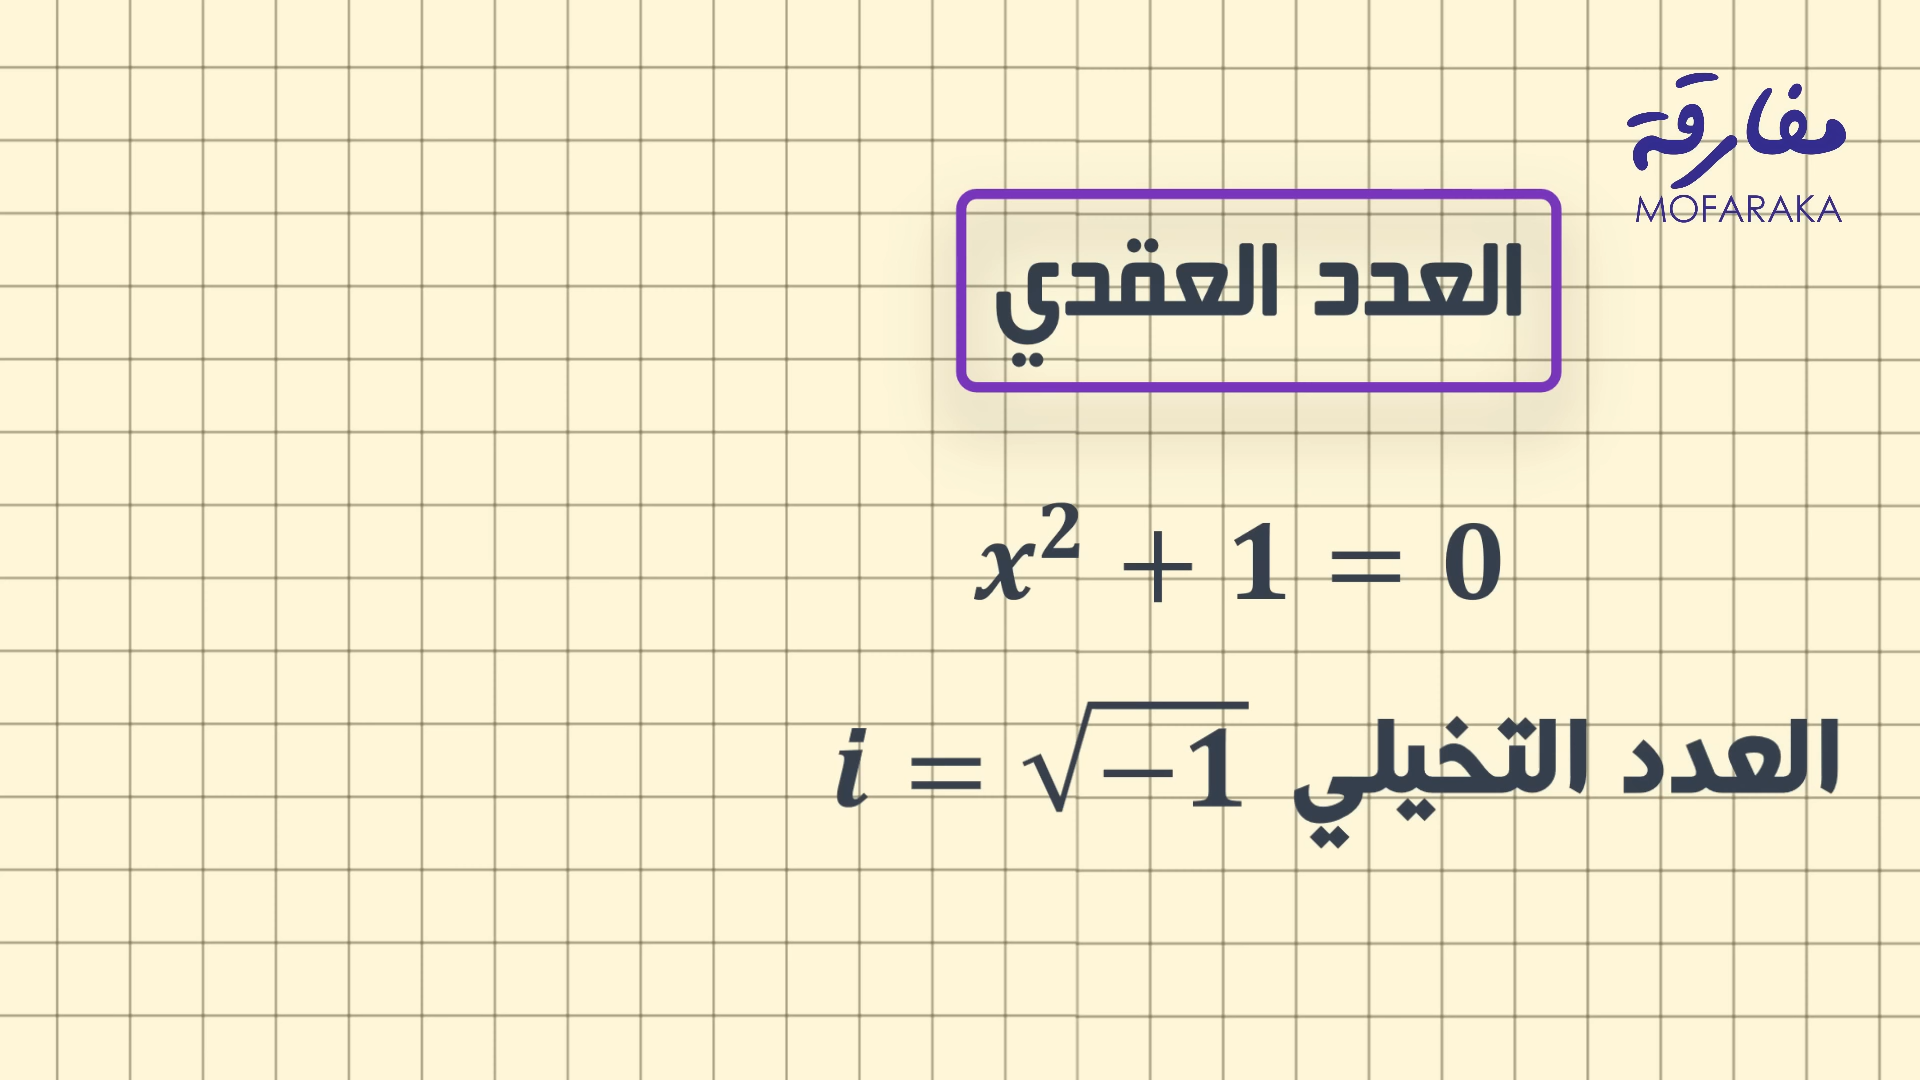 مفارقة
MOFARAKA
العدد العقدي
x² + 1 = 0
العدد التخيلي i = √−1